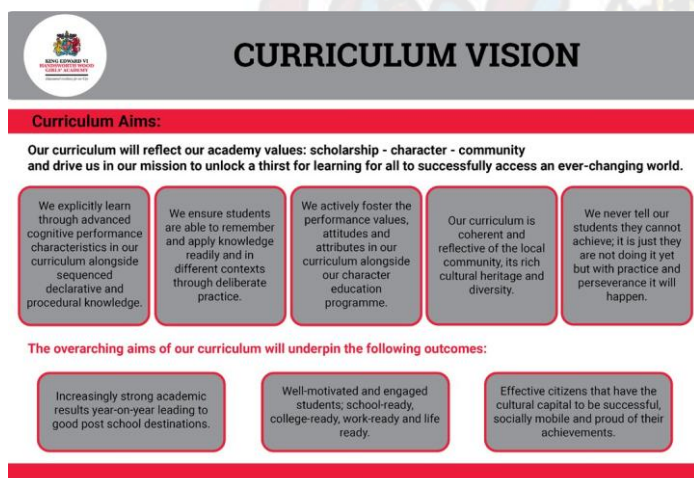 KING EDWARD VI
HANDSWORTH WOOD
GIRLS' ACADEMY
CURRICULUM VISION
Curriculum Aims:
Our curriculum will reflect our academy values: scholarship - character - community
and drive us in our mission to unlock a thirst for learning for all to successfully access an ever-changing world.
We explicitly learn
through advanced
cognitive performance
characteristics in our
curriculum alongside
sequenced
declarative and
procedural knowledge.
We ensure students
are able to remember
and apply knowledge
readily and in
different contexts
through deliberate
practice.
We actively foster the
performance values,
attitudes and
attributes in our
curriculum alongside
our character
education
programme.
Our curriculum is
coherent and
reflective of the local
community, its rich
cultural heritage and
diversity.
We never tell our
students they cannot
achieve; it is just they
are not doing it yet
but with practice and
perseverance it will
happen.
The overarching aims of our curriculum will underpin the following outcomes:
Increasingly strong academic
results year-on-year leading to
good post school destinations.
Well-motivated and engaged
students; school-ready,
college-ready, work-ready and life
ready.
Effective citizens that have the
cultural capital to be successful,
socially mobile and proud of their
achievements.